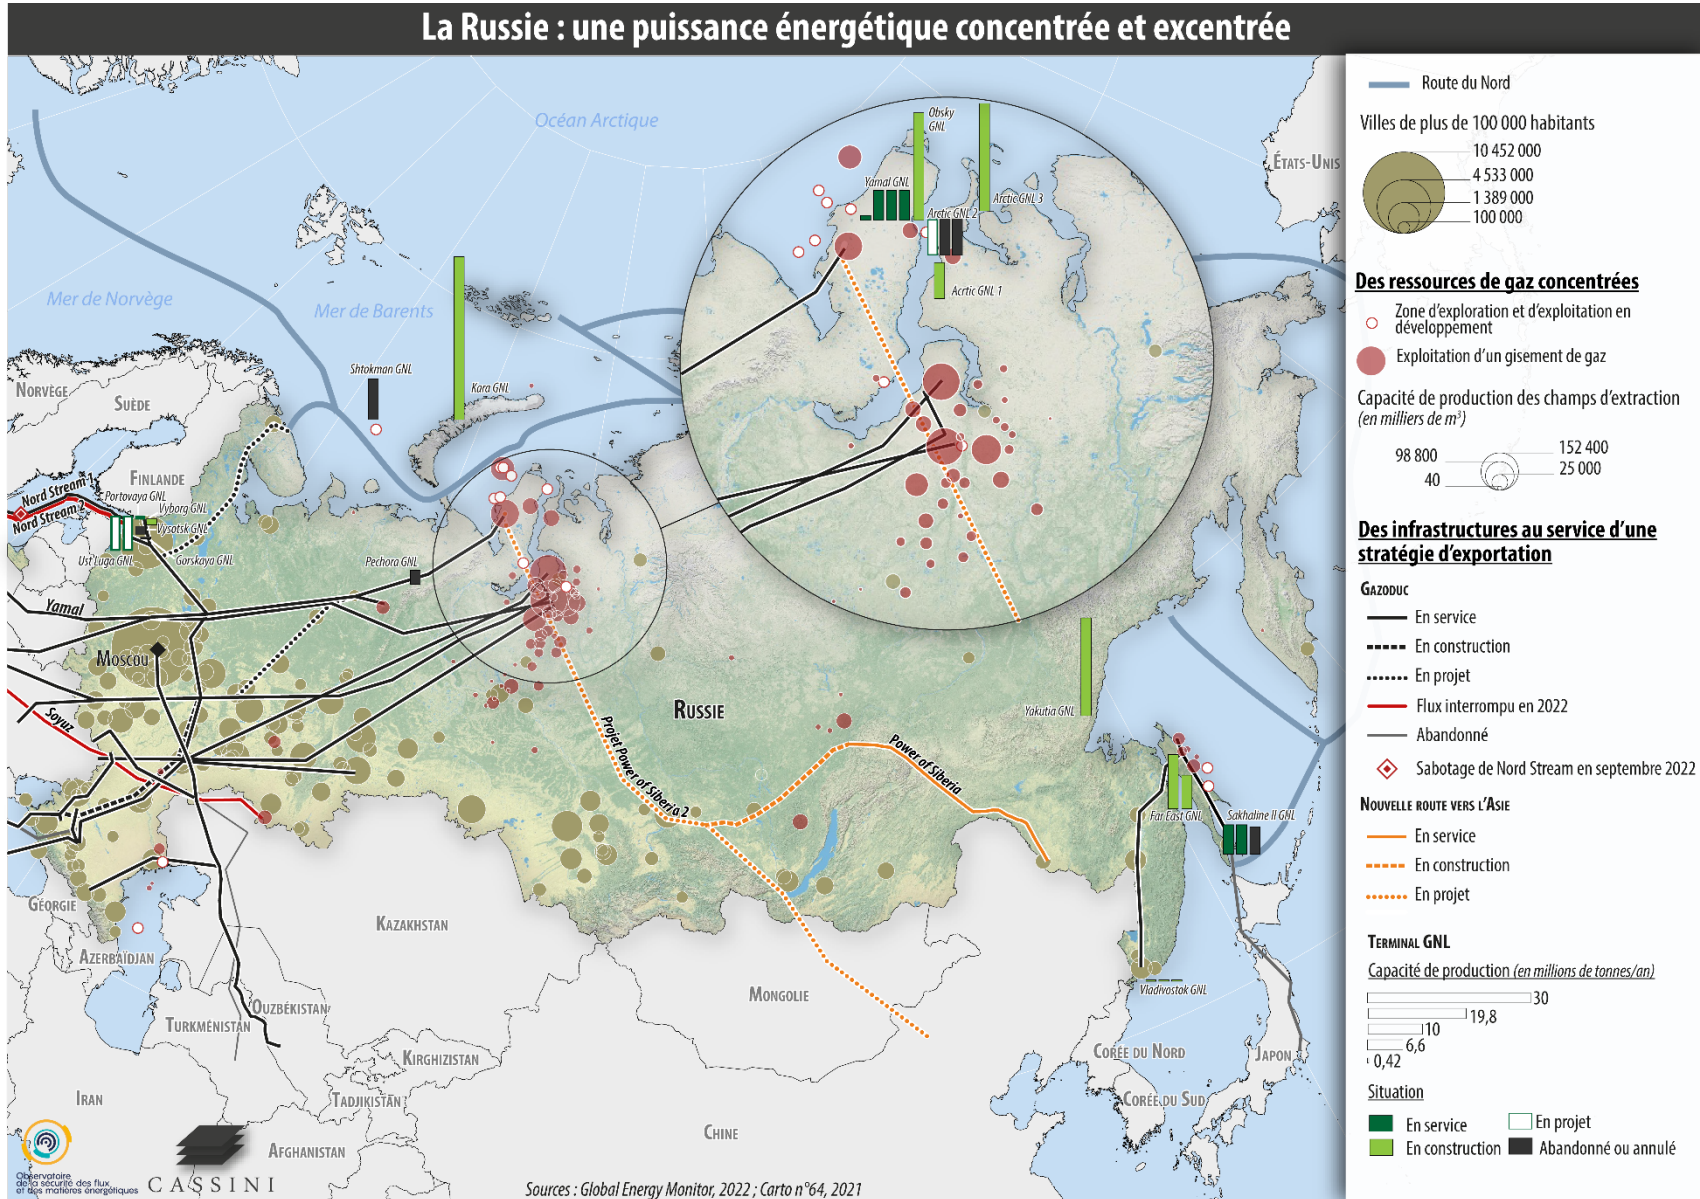 La Russie : une puissance énergétique concentrée et excentrée
Océan Arctique
Mer de Norvège
Mer de Barents
États-Unis
Norvège
Suède
Finlande
Obsky
GNL
Yamal GNL
Arctic GNL 2
Arctic GNL 3
Acrtic GNL 1
Shtokman GNL
Kara GNL
Nord Stream 1
Nord Stream 2
Portovaya GNL
Vyborg GNL
Vysotsk GNL
Ust Luga GNL
Gorskaya GNL
Pechora GNL
Yamal
Moscou
Soyuz
Russie
Projet Power of Siberia 2
Power of Siberia
Yakutia GNL
Far East GNL
Sakhaline II GNL
Vladivostok GNL
Géorgie
Azerbaïdjan
Kazakhstan
Ouzbékistan
Turkménistan
Kirghizistan
Tadjikistan
Iran
Afghanistan
Mongolie
Chine
Corée du Nord
Corée du Sud
Japon
Observatoire
de la sécurité des flux
et des matières énergétiques
CASSINI
Sources : Global Energy Monitor, 2022 ; Carto n°64, 2021
Route du Nord
Villes de plus de 100 000 habitants
10 452 000
4 533 000
1 389 000
100 000
Des ressources de gaz concentrées
Zone d'exploration et d'exploitation en
développement
Exploitation d'un gisement de gaz
Capacité de production des champs d'extraction
(en milliers de m³)
98 800
40
152 400
25 000
Des infrastructures au service d'une
stratégie d'exportation
Gazoduc
En service
En construction
En projet
Flux interrompu en 2022
Abandonné
Sabotage de Nord Stream en septembre 2022
Nouvelle route vers l'Asie
En service
En construction
En projet
Terminal GNL
Capacité de production (en millions de tonnes/an)
30
19,8
10
6,6
0,42
Situation
En service
En projet
En construction
Abandonné ou annulé